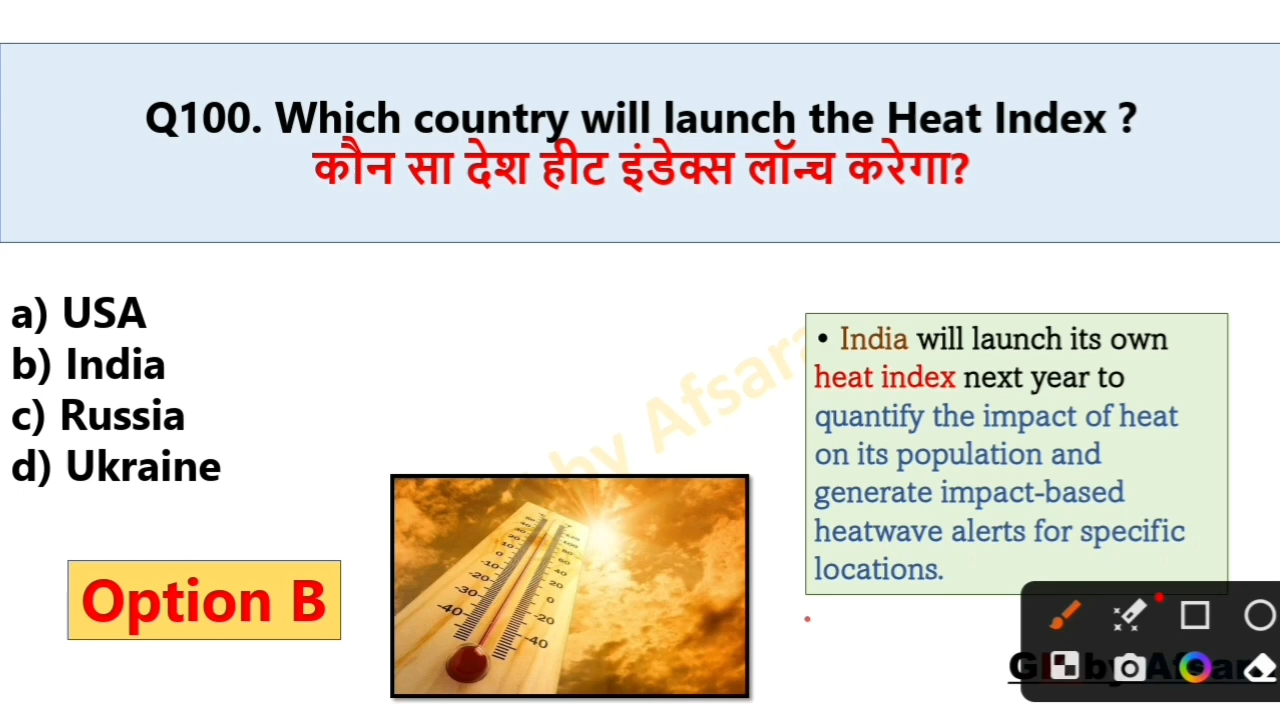 Q100. Which country will launch the Heat Index ?
कौन सा देश हीट इंडेक्स लॉन्च करेगा?
a) USA
b) India
c) Russia
d) Ukraine
• India will launch its own
heat index next year to
quantify the impact of heat
on its population and
generate impact-based
heatwave alerts for specific
locations.
Option B
by Afsara